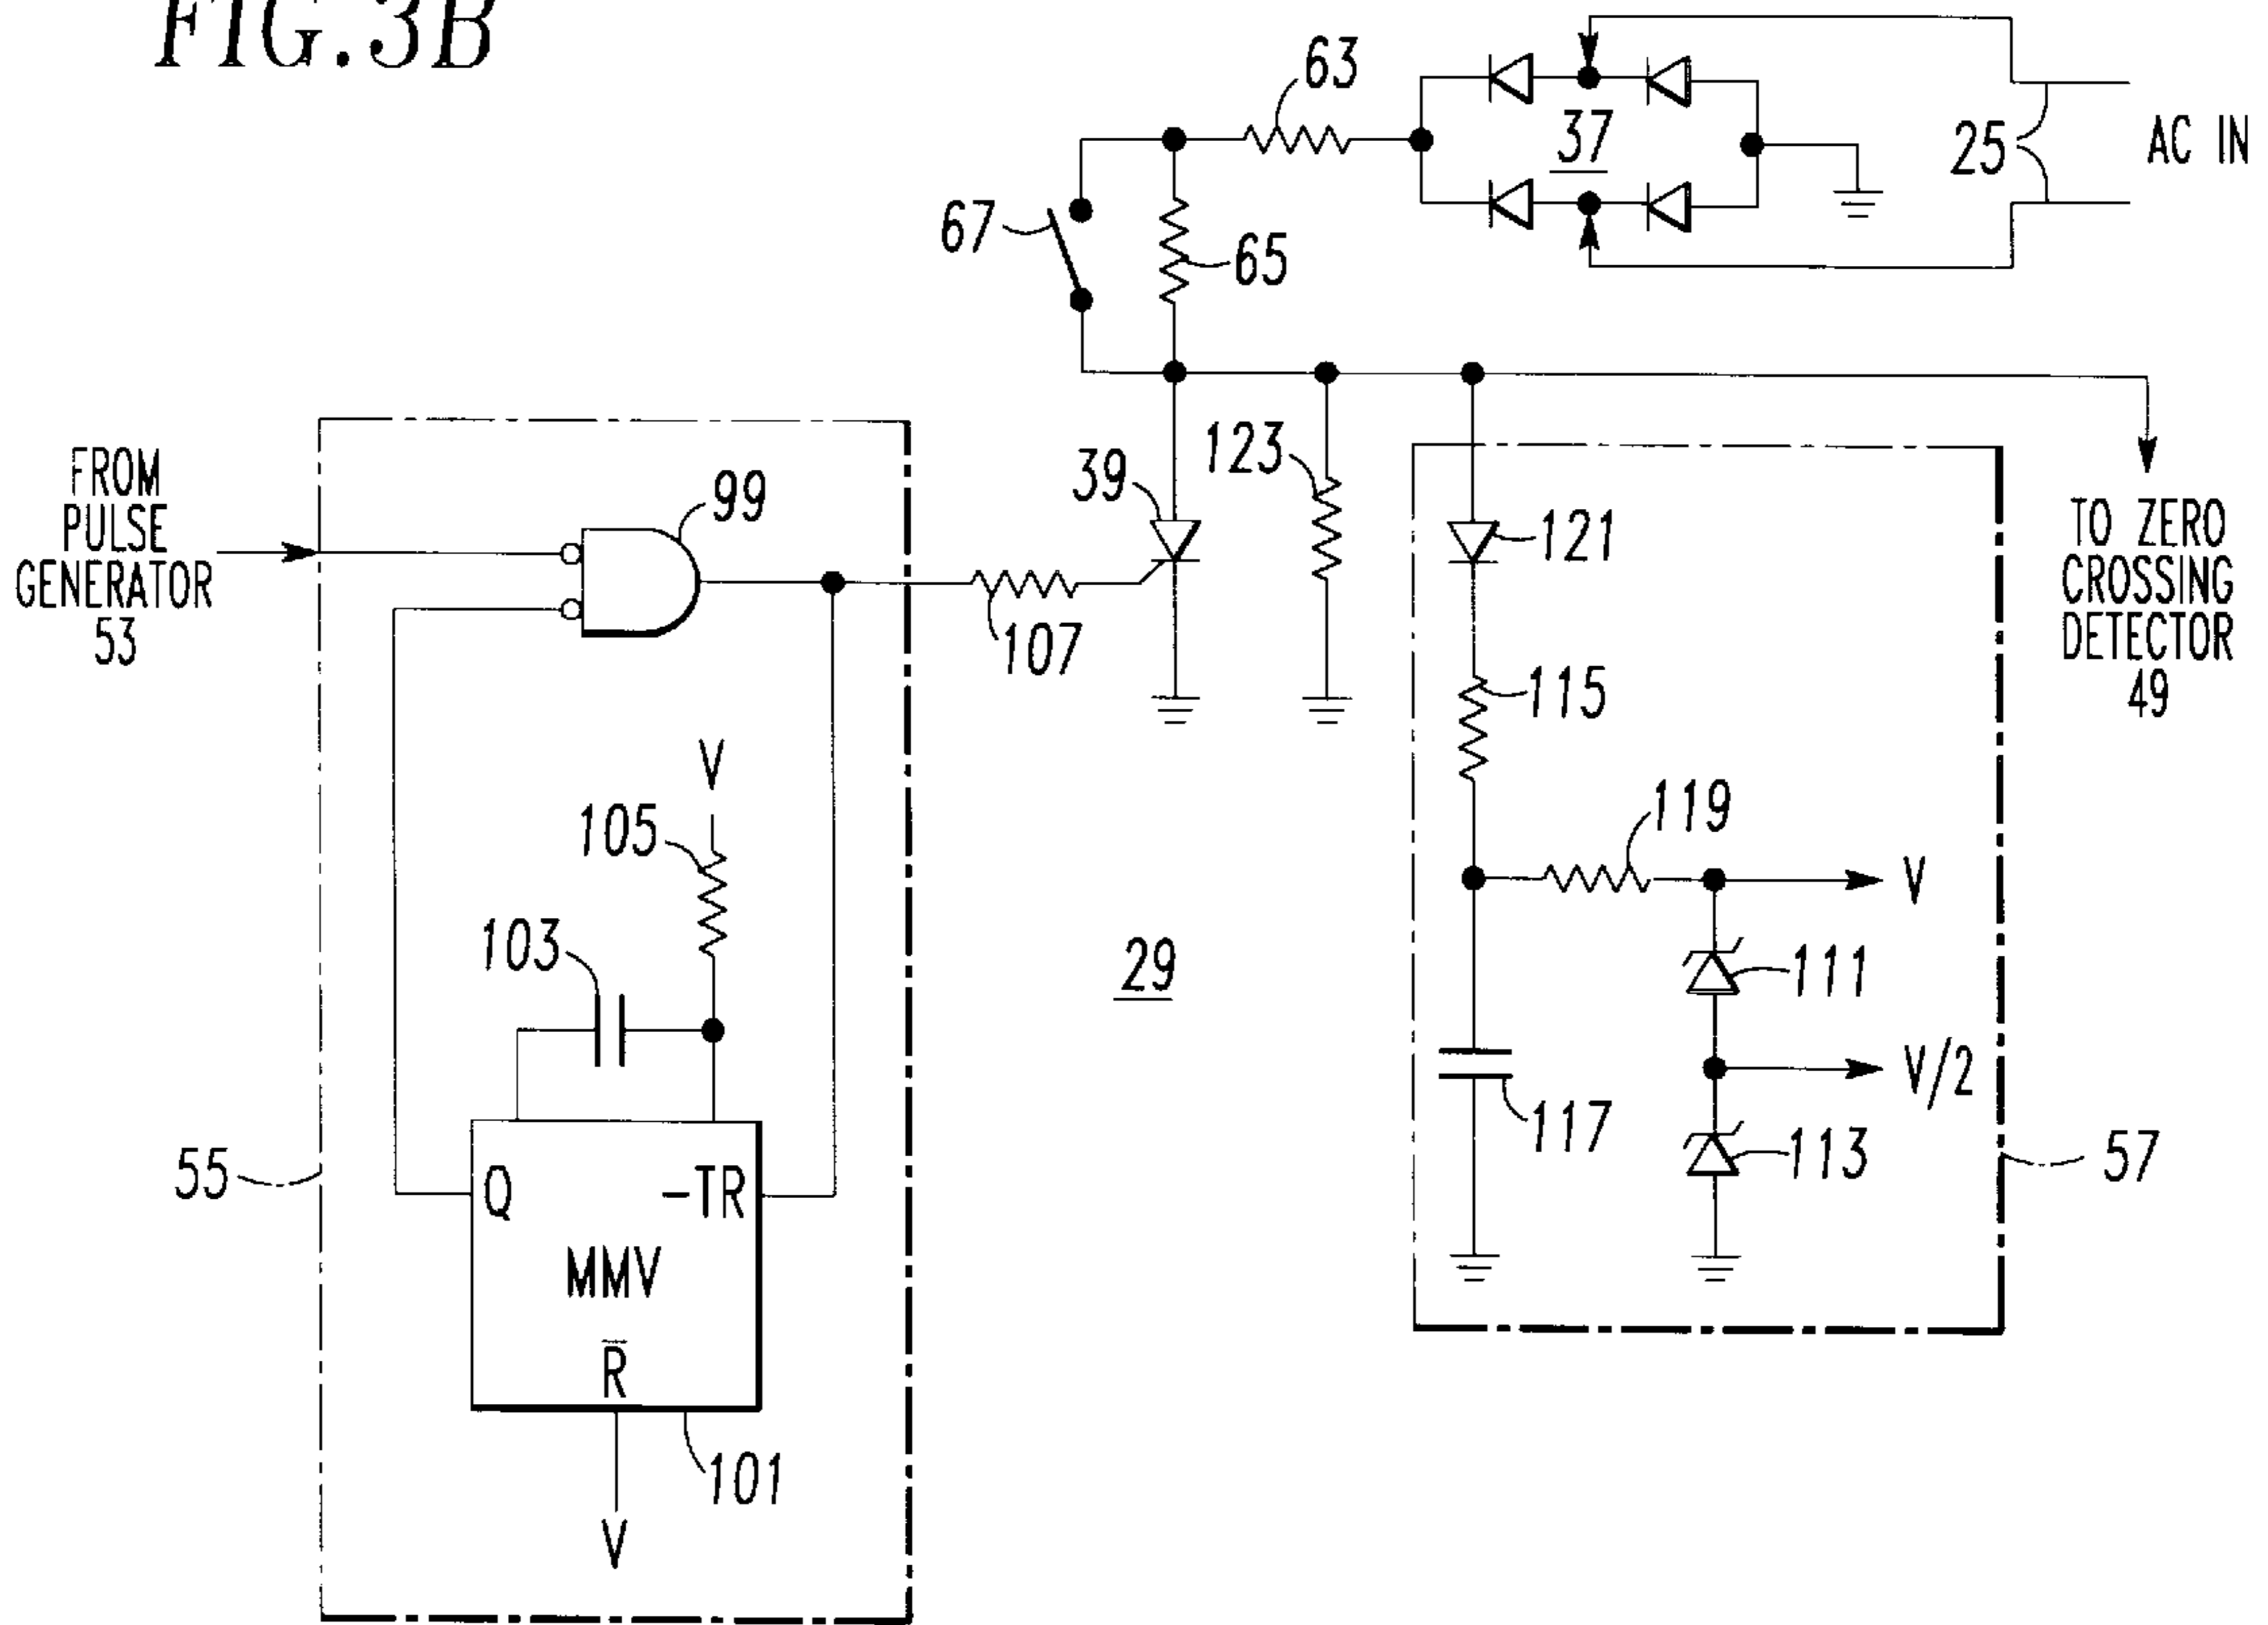 FIG. 3B
63
37
25
AC IN
67
65
FROM
PULSE
GENERATOR
53
99
39
123
121
TO ZERO
CROSSING
DETECTOR
49
107
115
V
105
119
V
103
29
111
V/2
117
113
57
55
Q
-TR
MMV
R̅
101
V